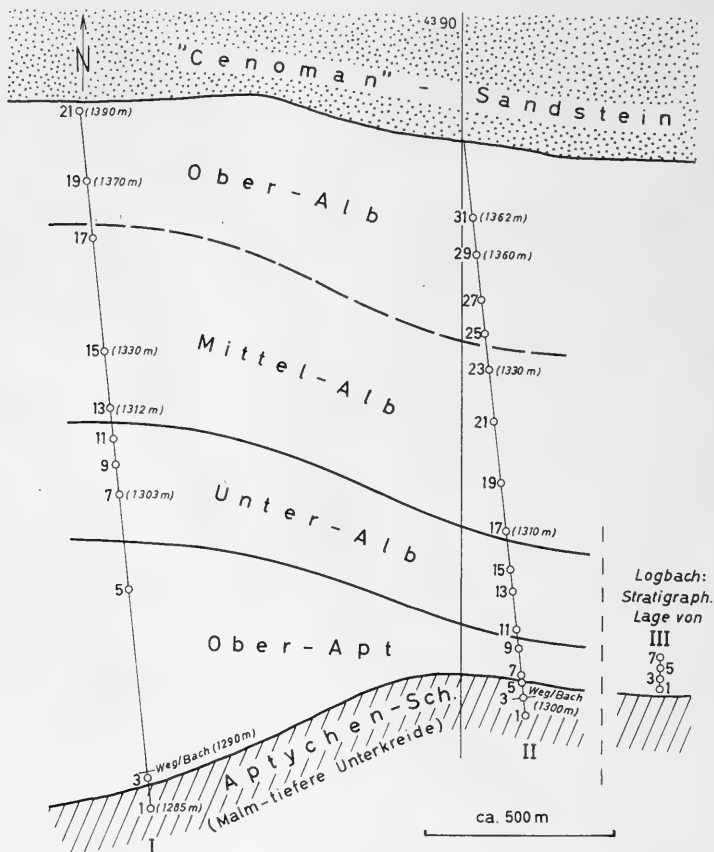 4390
N
"Cenoman" - Sandstein
21 (1390 m)
Ober-Alb
19 (1370 m)
31 (1362 m)
17
29 (1360 m)
27
25
15 (1330 m)
Mittel-Alb
23 (1330 m)
13 (1312 m)
21
11
9
19
7 (1303 m)
Unter-Alb
17 (1310 m)
15
Logbach:
Stratigraph.
Lage von
III
5
13
11
Ober-Apt
9
7
5
3
1
7
5
Weg/Bach
(1300 m)
3
1
II
Aptychen-Sch.
(Malm-tiefere Unterkreide)
3 Weg/Bach (1290 m)
1 (1285 m)
I
ca. 500 m